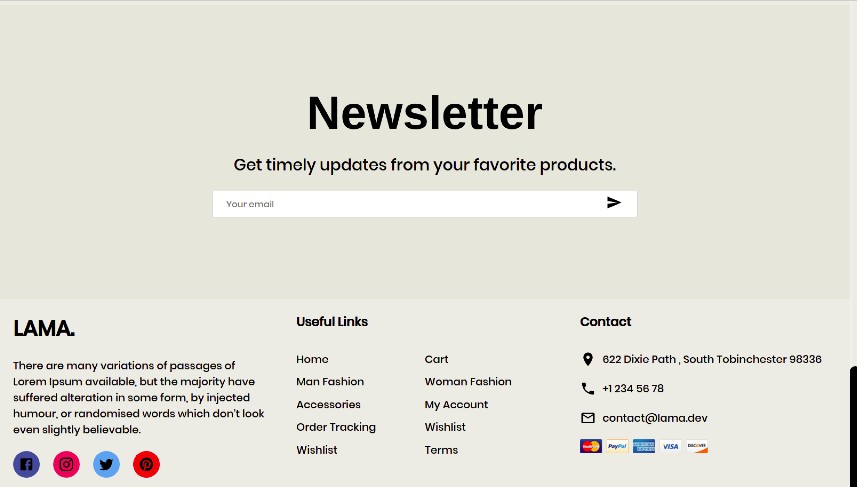 Newsletter
Get timely updates from your favorite products.
Your email
LAMA.
There are many variations of passages of
Lorem Ipsum available, but the majority have
suffered alteration in some form, by injected
humour, or randomised words which don't look
even slightly believable.
Useful Links
Home
Cart
Man Fashion
Woman Fashion
Accessories
My Account
Order Tracking
Wishlist
Wishlist
Terms
Contact
622 Dixie Path , South Tobinchester 98336
+1 234 56 78
contact@lama.dev
MasterCard
PayPal
AMERICAN EXPRESS
VISA
DISCOVER